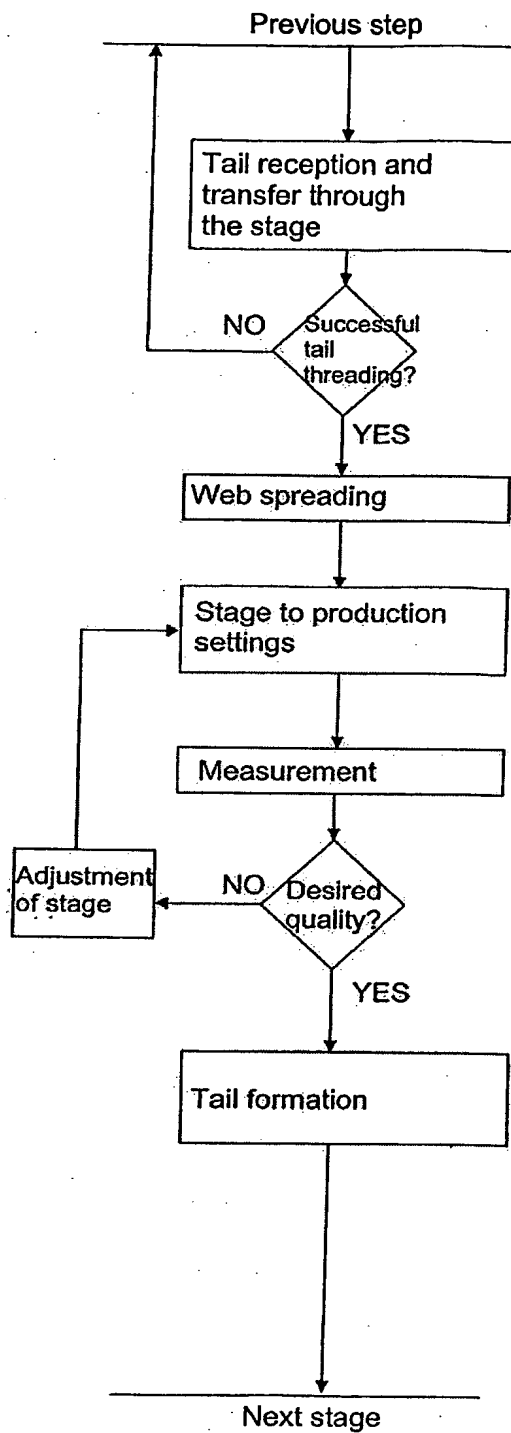 Previous step
Tail reception and
transfer through
the stage
NO
Successful
tail
threading?
YES
Web spreading
Stage to production
settings
Measurement
Adjustment
of stage
NO
Desired
quality?
YES
Tail formation
Next stage